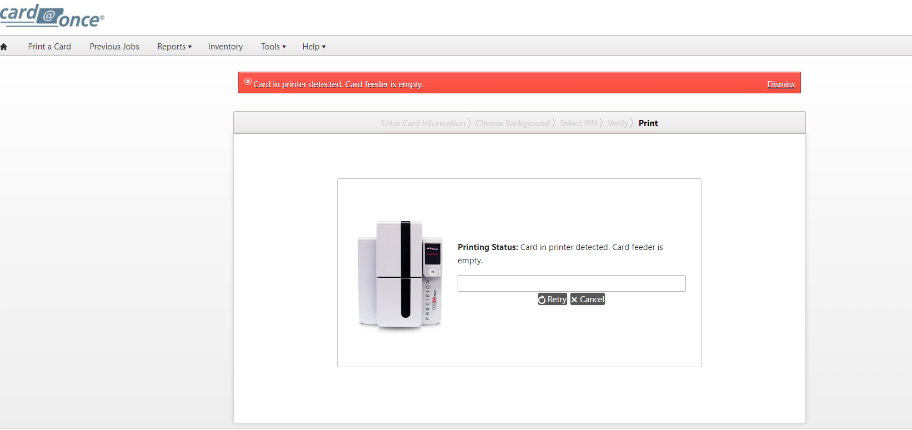 card@once®
Print a Card Previous Jobs Reports Inventory Tools Help
Card in printer detected. Card feeder is empty. Dismiss
Enter Card Information Choose Background Select PIN Verify Print
Printing Status: Card in printer detected. Card feeder is
empty.
PRECISION
Retry Cancel